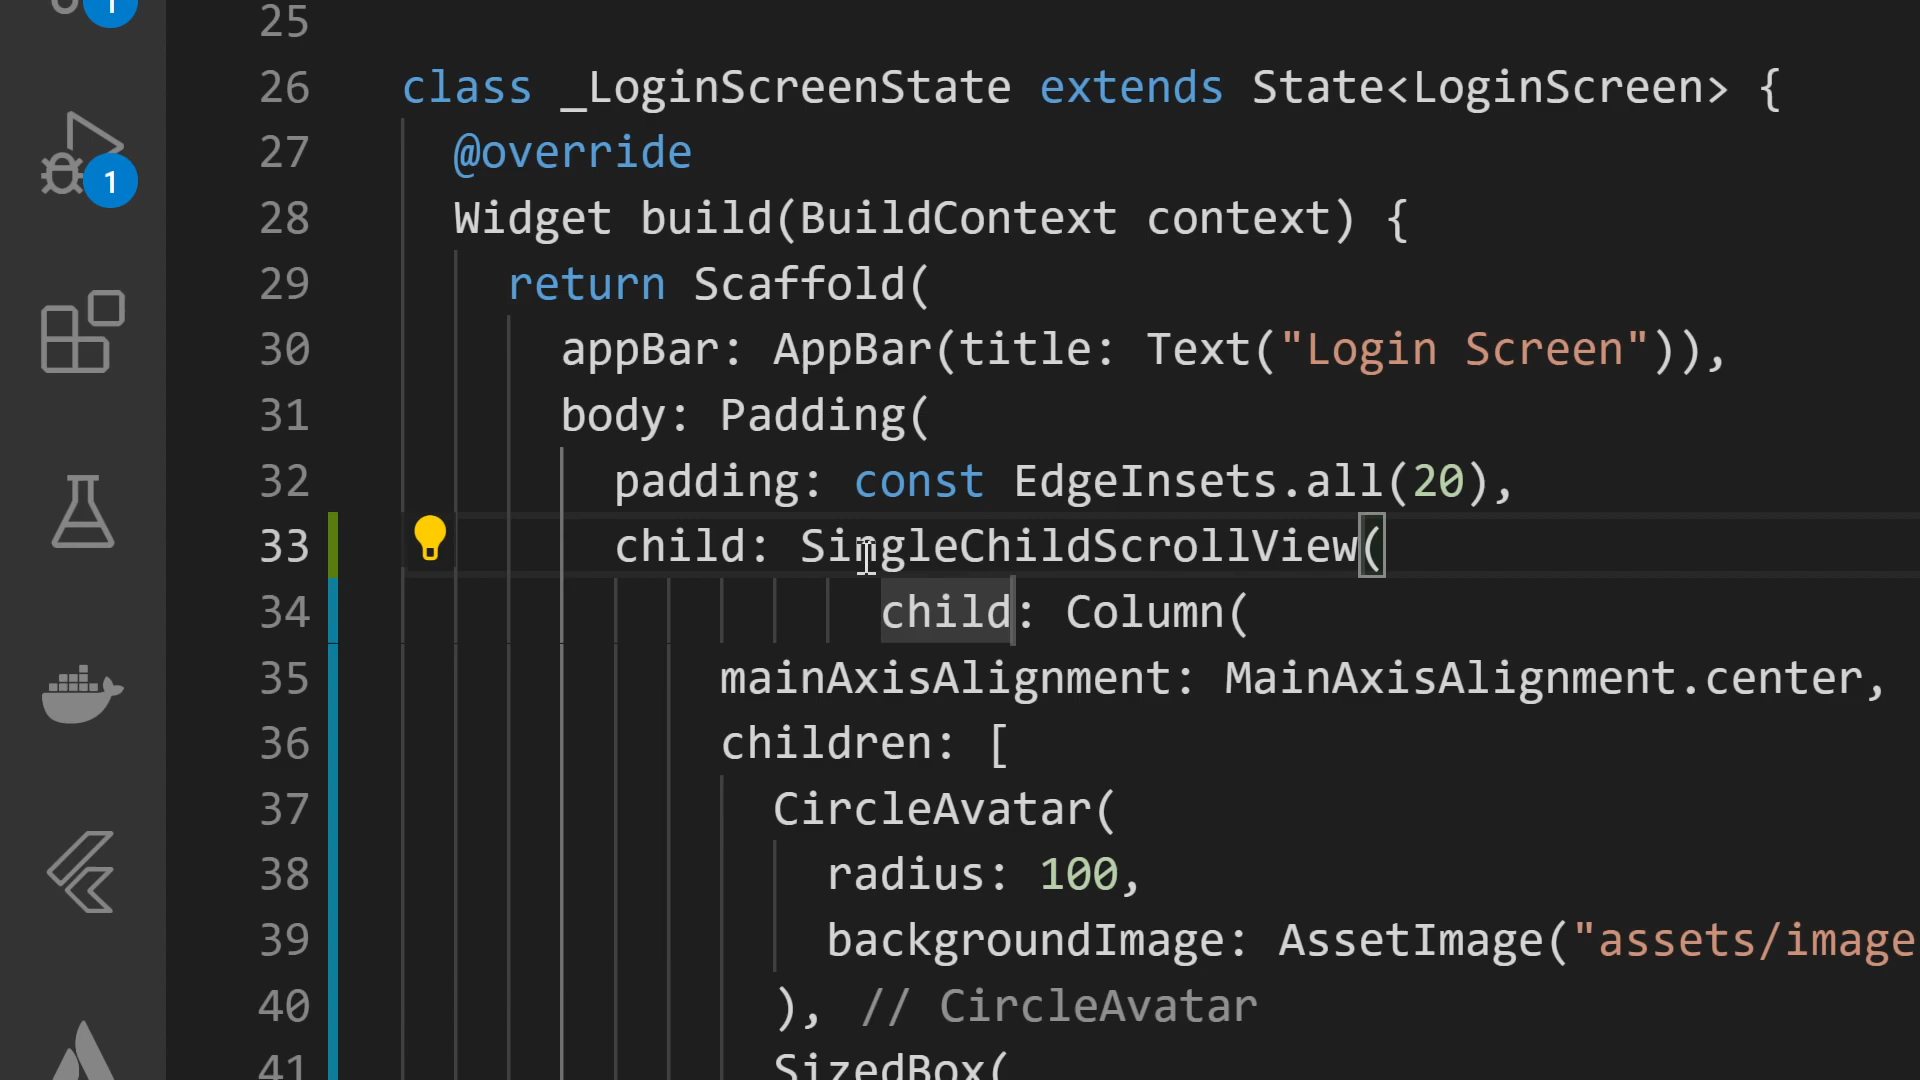 1
1
25
26 class _LoginScreenState extends State<LoginScreen> {
27 @override
28 Widget build(BuildContext context) {
29 return Scaffold(
30 appBar: AppBar(title: Text("Login Screen")),
31 body: Padding(
32 padding: const EdgeInsets.all(20),
33 child: SingleChildScrollView(
34 child: Column(
35 mainAxisAlignment: MainAxisAlignment.center,
36 children: [
37 CircleAvatar(
38 radius: 100,
39 backgroundImage: AssetImage("assets/image
40 ), // CircleAvatar
41 SizedBox(